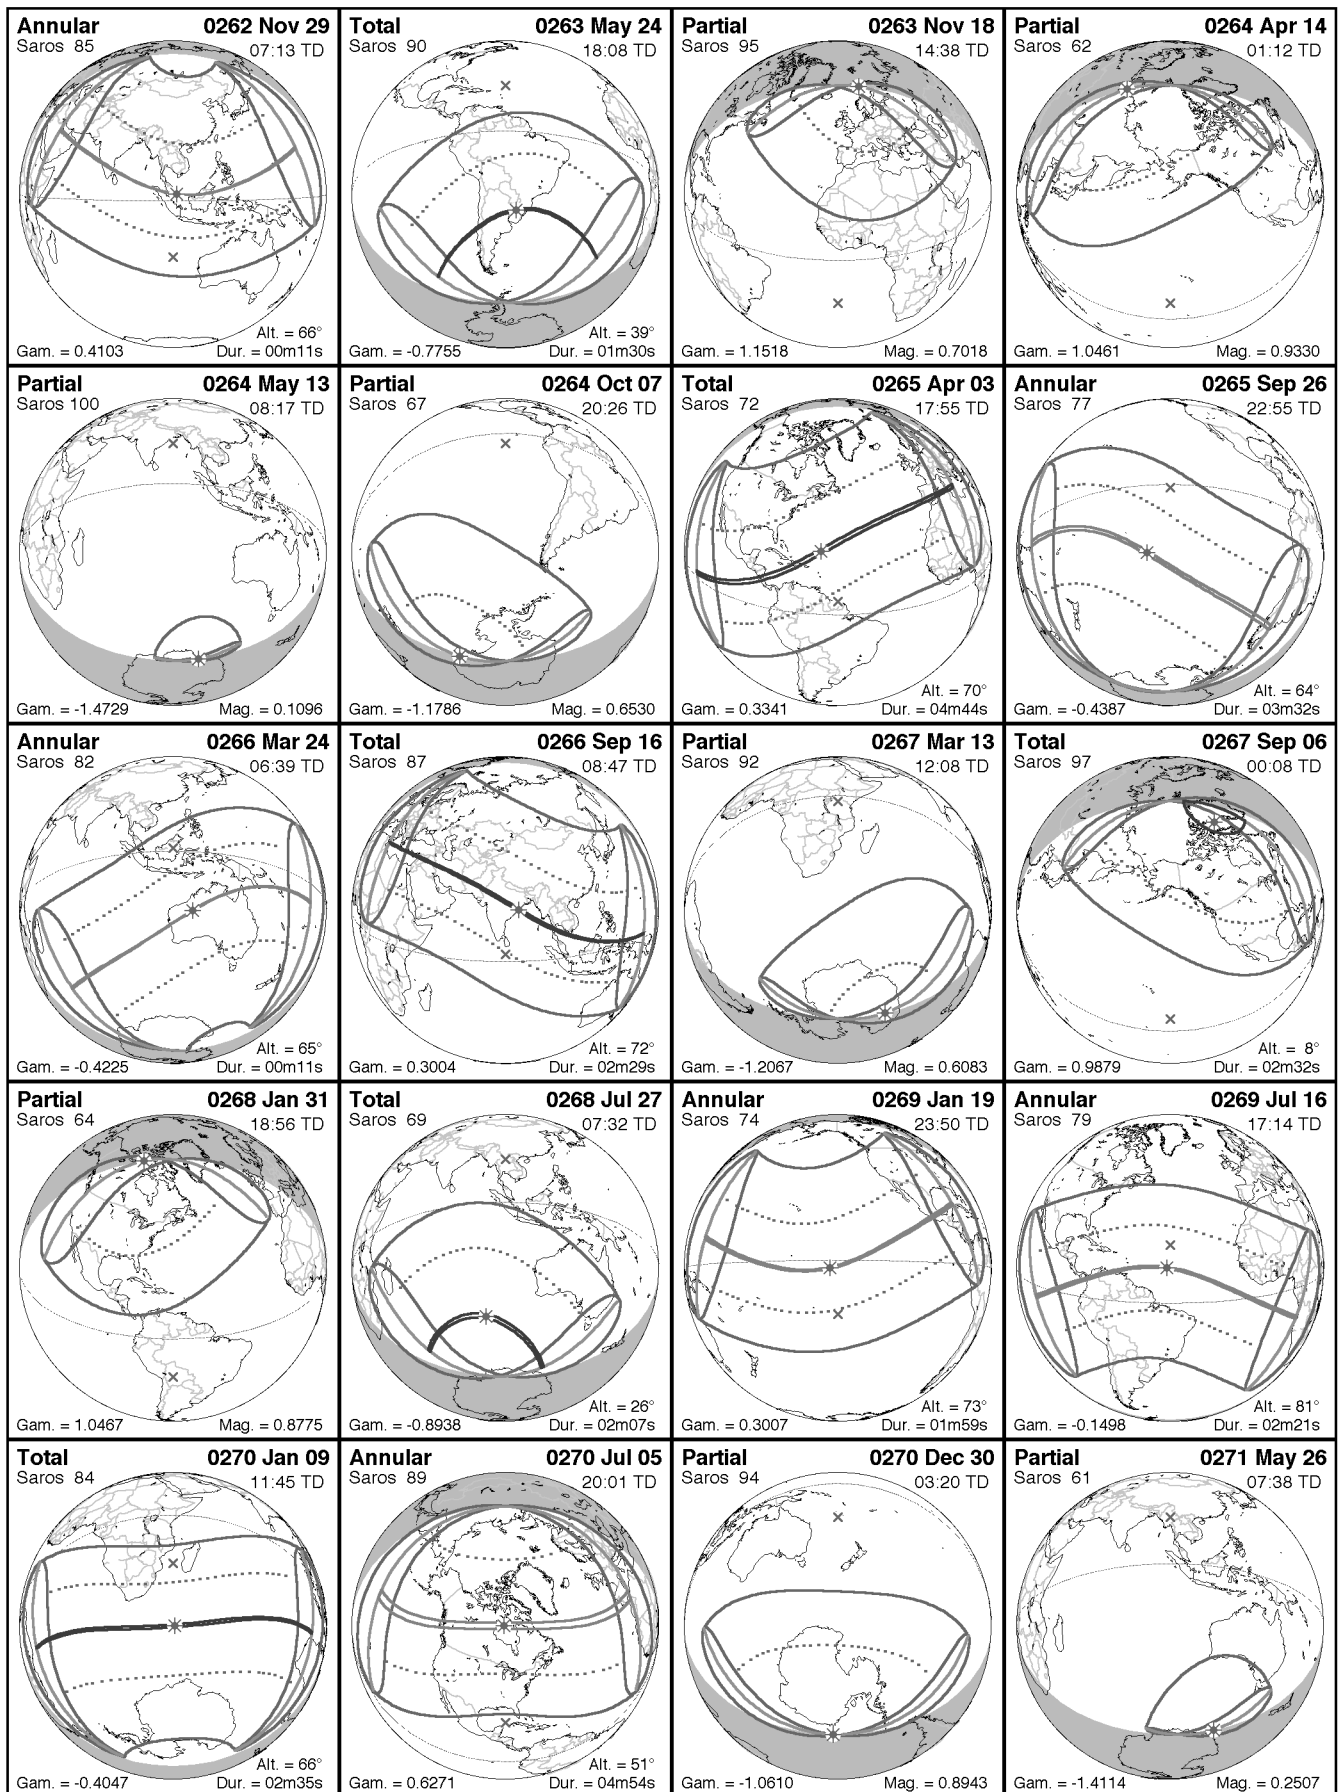 Annular 0262 Nov 29
Saros 85 07:13 TD
Alt. = 66°
Gam. = 0.4103 Dur. = 00m11s
Total 0263 May 24
Saros 90 18:08 TD
Alt. = 39°
Gam. = -0.7755 Dur. = 01m30s
Partial 0263 Nov 18
Saros 95 14:38 TD
Gam. = 1.1518 Mag. = 0.7018
Partial 0264 Apr 14
Saros 62 01:12 TD
Gam. = 1.0461 Mag. = 0.9330
Partial 0264 May 13
Saros 100 08:17 TD
Gam. = -1.4729 Mag. = 0.1096
Partial 0264 Oct 07
Saros 67 20:26 TD
Gam. = -1.1786 Mag. = 0.6530
Total 0265 Apr 03
Saros 72 17:55 TD
Alt. = 70°
Gam. = 0.3341 Dur. = 04m44s
Annular 0265 Sep 26
Saros 77 22:55 TD
Alt. = 64°
Gam. = -0.4387 Dur. = 03m32s
Annular 0266 Mar 24
Saros 82 06:39 TD
Alt. = 65°
Gam. = -0.4225 Dur. = 00m11s
Total 0266 Sep 16
Saros 87 08:47 TD
Alt. = 72°
Gam. = 0.3004 Dur. = 02m29s
Partial 0267 Mar 13
Saros 92 12:08 TD
Gam. = -1.2067 Mag. = 0.6083
Total 0267 Sep 06
Saros 97 00:08 TD
Alt. = 8°
Gam. = 0.9879 Dur. = 02m32s
Partial 0268 Jan 31
Saros 64 18:56 TD
Gam. = 1.0467 Mag. = 0.8775
Total 0268 Jul 27
Saros 69 07:32 TD
Alt. = 26°
Gam. = -0.8938 Dur. = 02m07s
Annular 0269 Jan 19
Saros 74 23:50 TD
Alt. = 73°
Gam. = 0.3007 Dur. = 01m59s
Annular 0269 Jul 16
Saros 79 17:14 TD
Alt. = 81°
Gam. = -0.1498 Dur. = 02m21s
Total 0270 Jan 09
Saros 84 11:45 TD
Alt. = 66°
Gam. = -0.4047 Dur. = 02m35s
Annular 0270 Jul 05
Saros 89 20:01 TD
Alt. = 51°
Gam. = 0.6271 Dur. = 04m54s
Partial 0270 Dec 30
Saros 94 03:20 TD
Gam. = -1.0610 Mag. = 0.8943
Partial 0271 May 26
Saros 61 07:38 TD
Gam. = -1.4114 Mag. = 0.2507